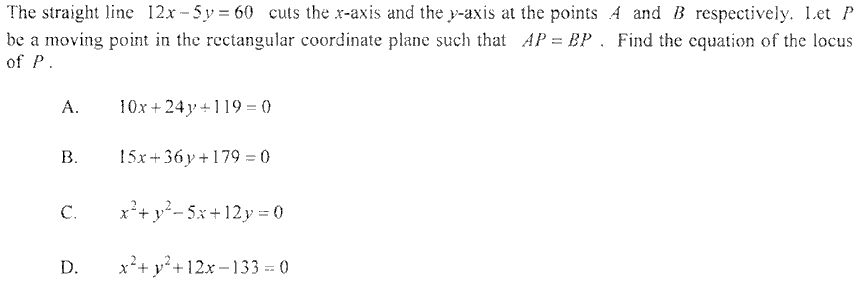 The straight line 12x−5y = 60 cuts the x-axis and the y-axis at the points A and B respectively. Let P
be a moving point in the rectangular coordinate plane such that AP = BP . Find the equation of the locus
of P .
A. 10x+24y+119 = 0
B. 15x+36y+179 = 0
C. x²+ y²−5x+12y = 0
D. x²+ y²+12x−133 = 0